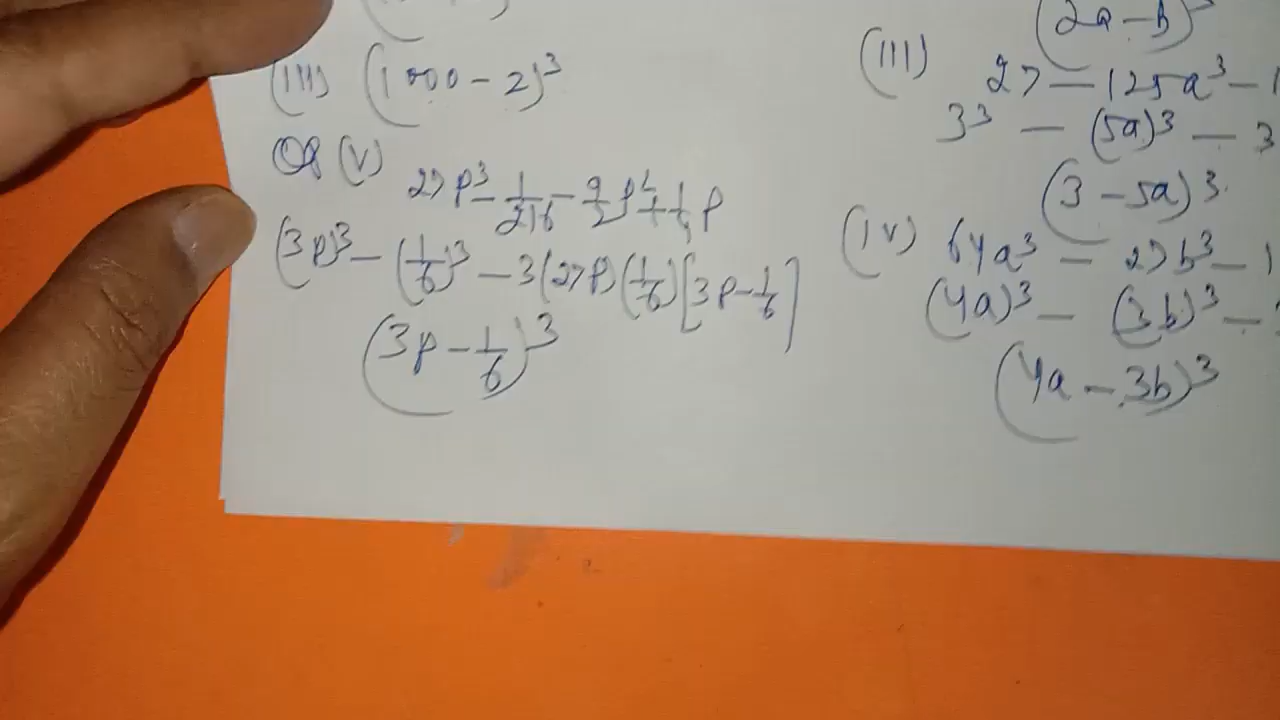 (III) (1000 - 2)³
Q8 (V)
27p³ - 1/216 - 9/2 p² + 1/4 p
(3p)³ - (1/6)³ - 3(27p)(1/6)[3p - 1/6]
(3p - 1/6)³
(2a - b)³
(III) 27 - 125a³ - 1
3³ - (5a)³ - 3
(3 - 5a)³
(IV) 64a³ - 27b³ - 1
(4a)³ - (3b)³ -
(4a - 3b)³